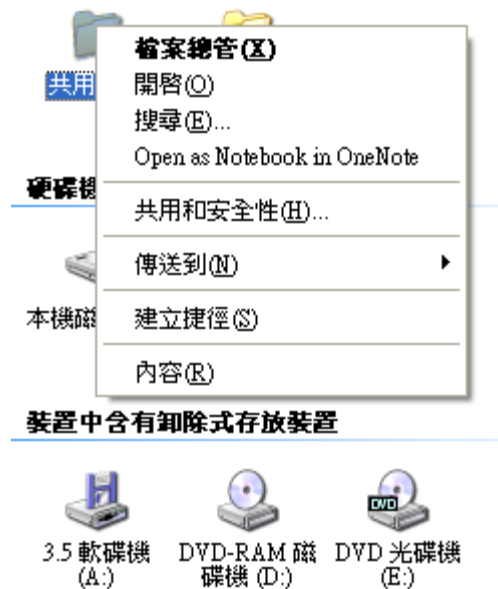 共用
檔案總管(X)
開啓(O)
搜尋(E)...
Open as Notebook in OneNote
硬碟機
共用和安全性(H)...
傳送到(N)
本機磁
建立捷徑(S)
內容(R)
裝置中含有卸除式存放裝置
DVD
3.5 軟碟機
(A:)
DVD-RAM 磁
碟機 (D:)
DVD 光碟機
(E:)